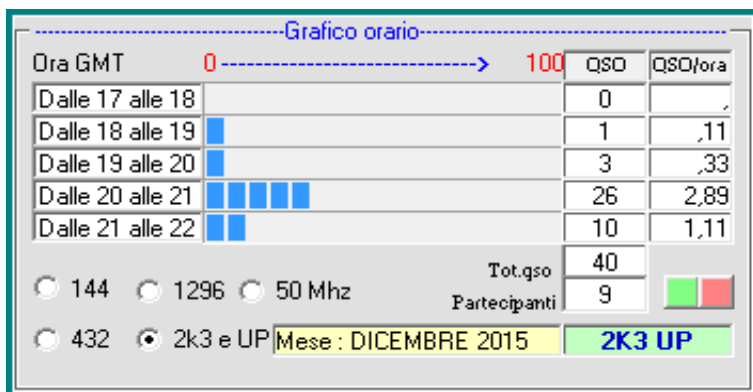 Grafico orario
Ora GMT 0 -----------------------------> 100 QSO QSO/ora
Dalle 17 alle 18 0 ,
Dalle 18 alle 19 1 ,11
Dalle 19 alle 20 3 ,33
Dalle 20 alle 21 26 2,89
Dalle 21 alle 22 10 1,11
Tot.qso 40
144 1296 50 Mhz Partecipanti 9
432 2k3 e UP Mese : DICEMBRE 2015 2K3 UP